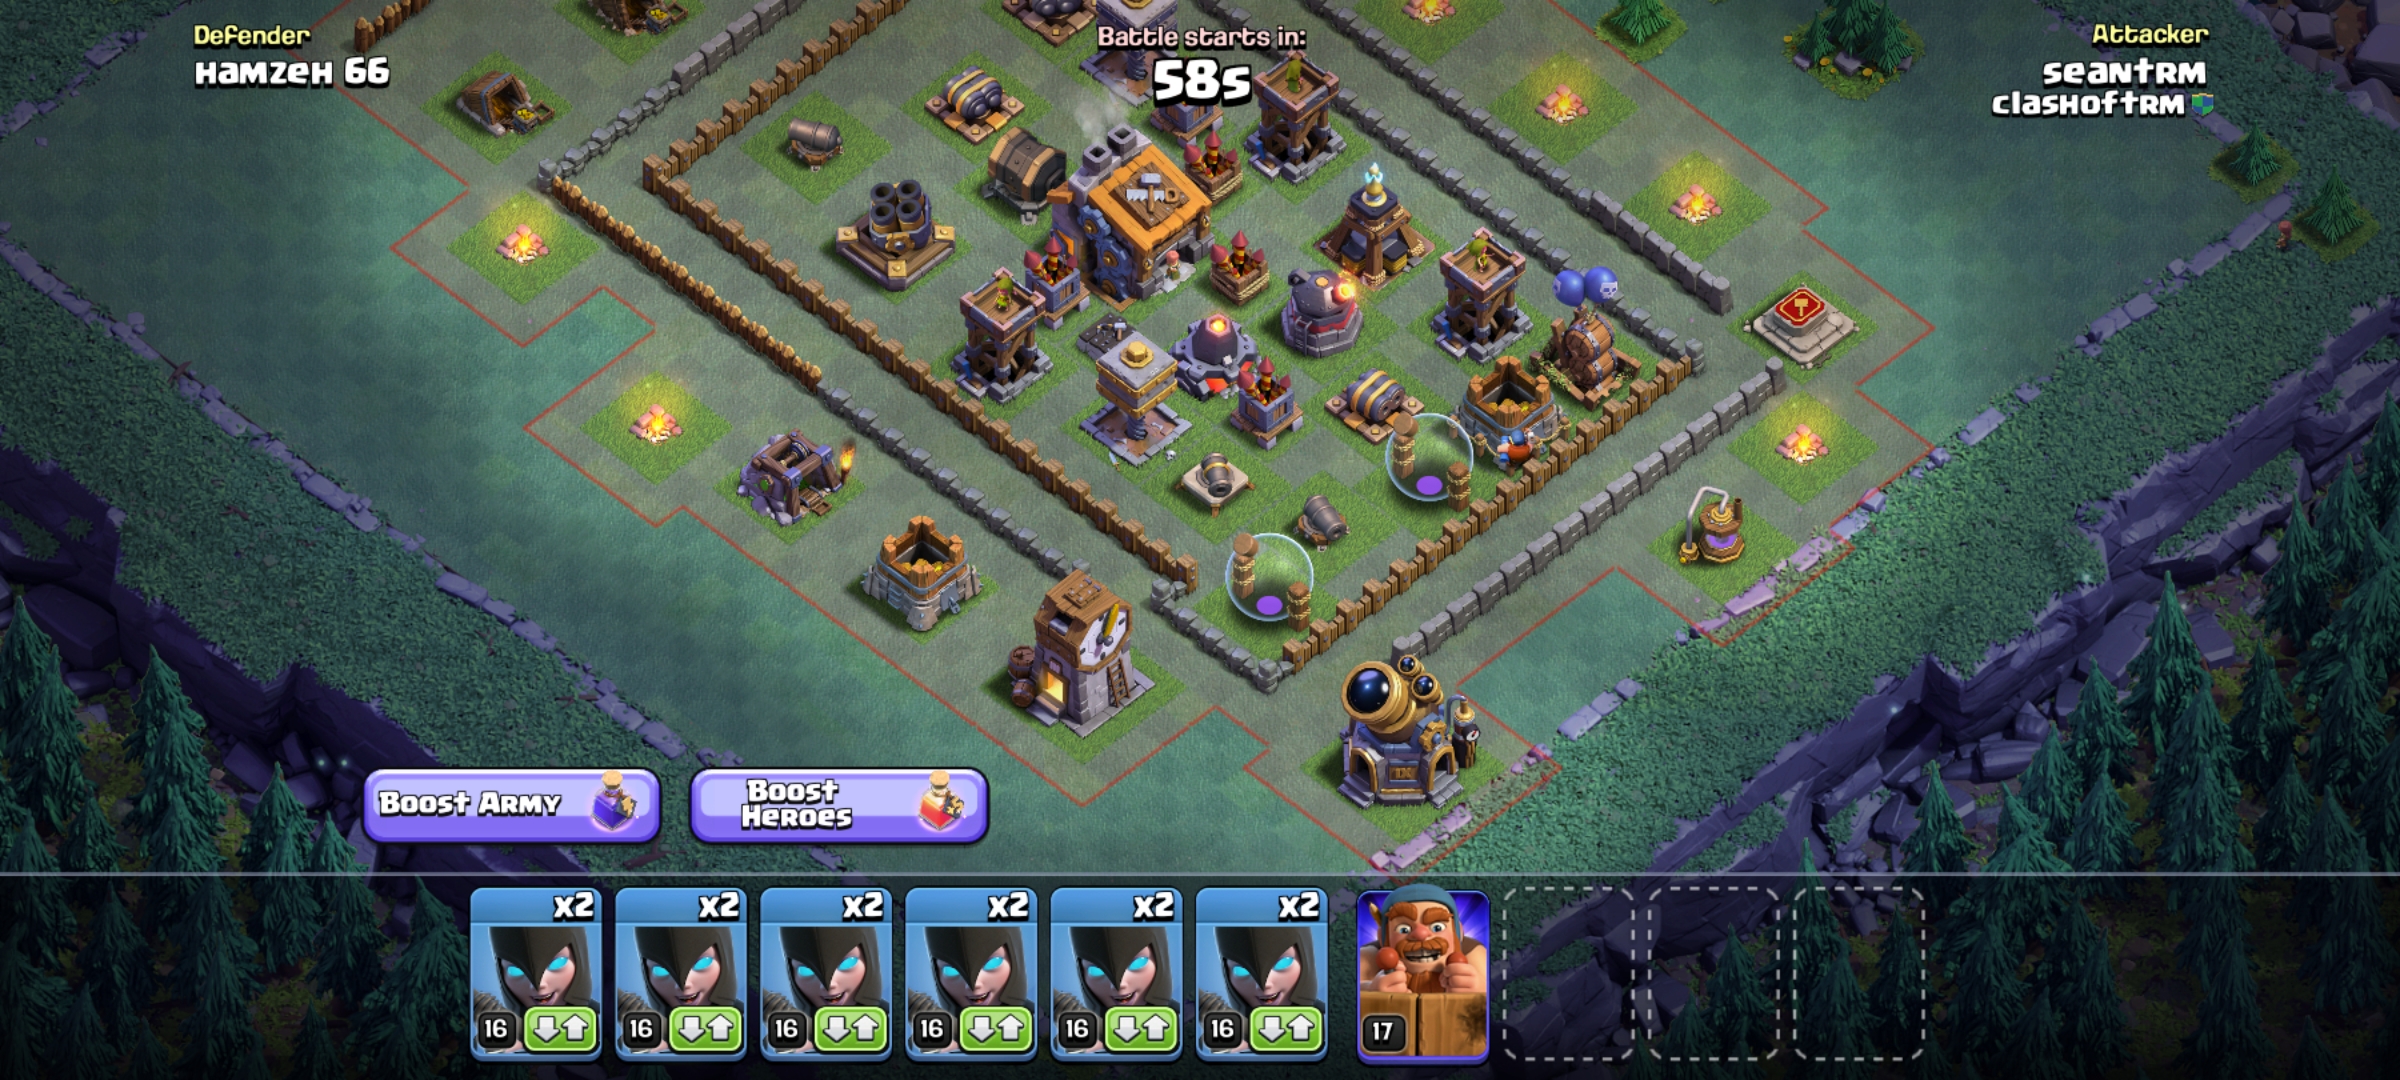 Defender
HAMZEH 66
Battle starts in:
58s
Attacker
seantrm
clashoftrm
Boost Army
Boost
Heroes
x2
x2
x2
x2
x2
x2
16
16
16
16
16
16
17